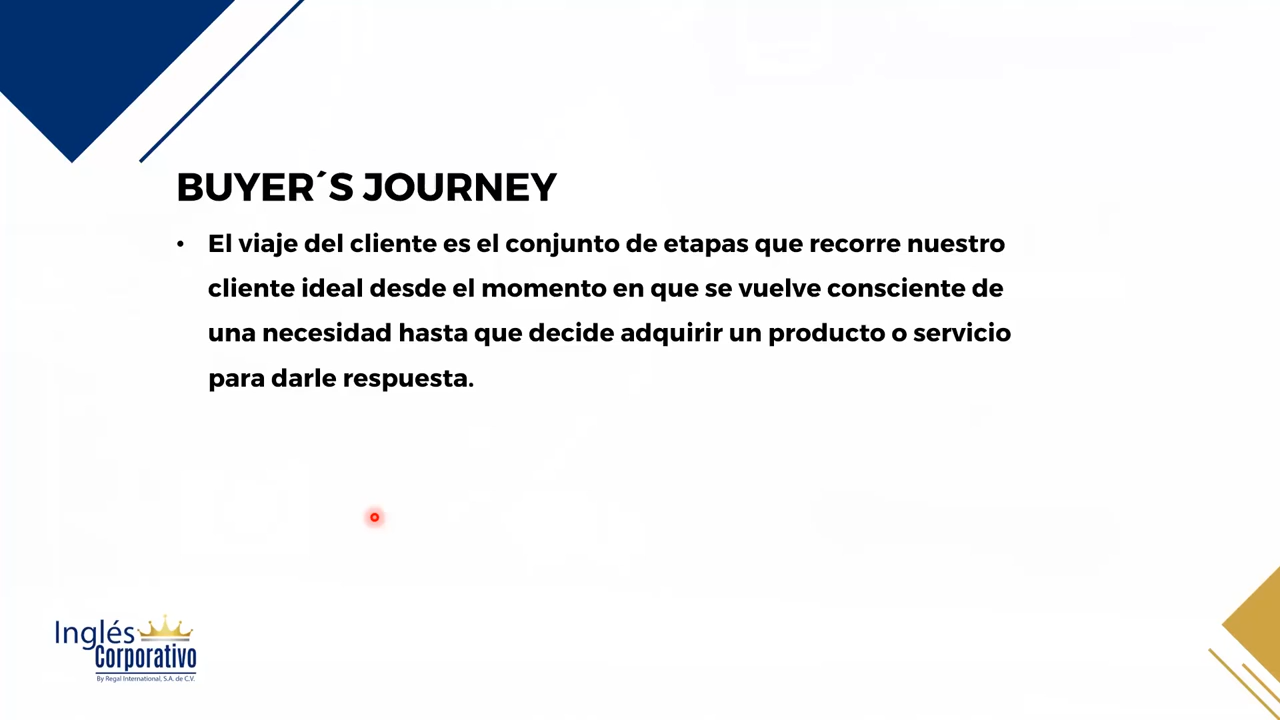 BUYER´S JOURNEY
• El viaje del cliente es el conjunto de etapas que recorre nuestro
cliente ideal desde el momento en que se vuelve consciente de
una necesidad hasta que decide adquirir un producto o servicio
para darle respuesta.
Inglés
Corporativo
By Regal International, S.A. de C.V.